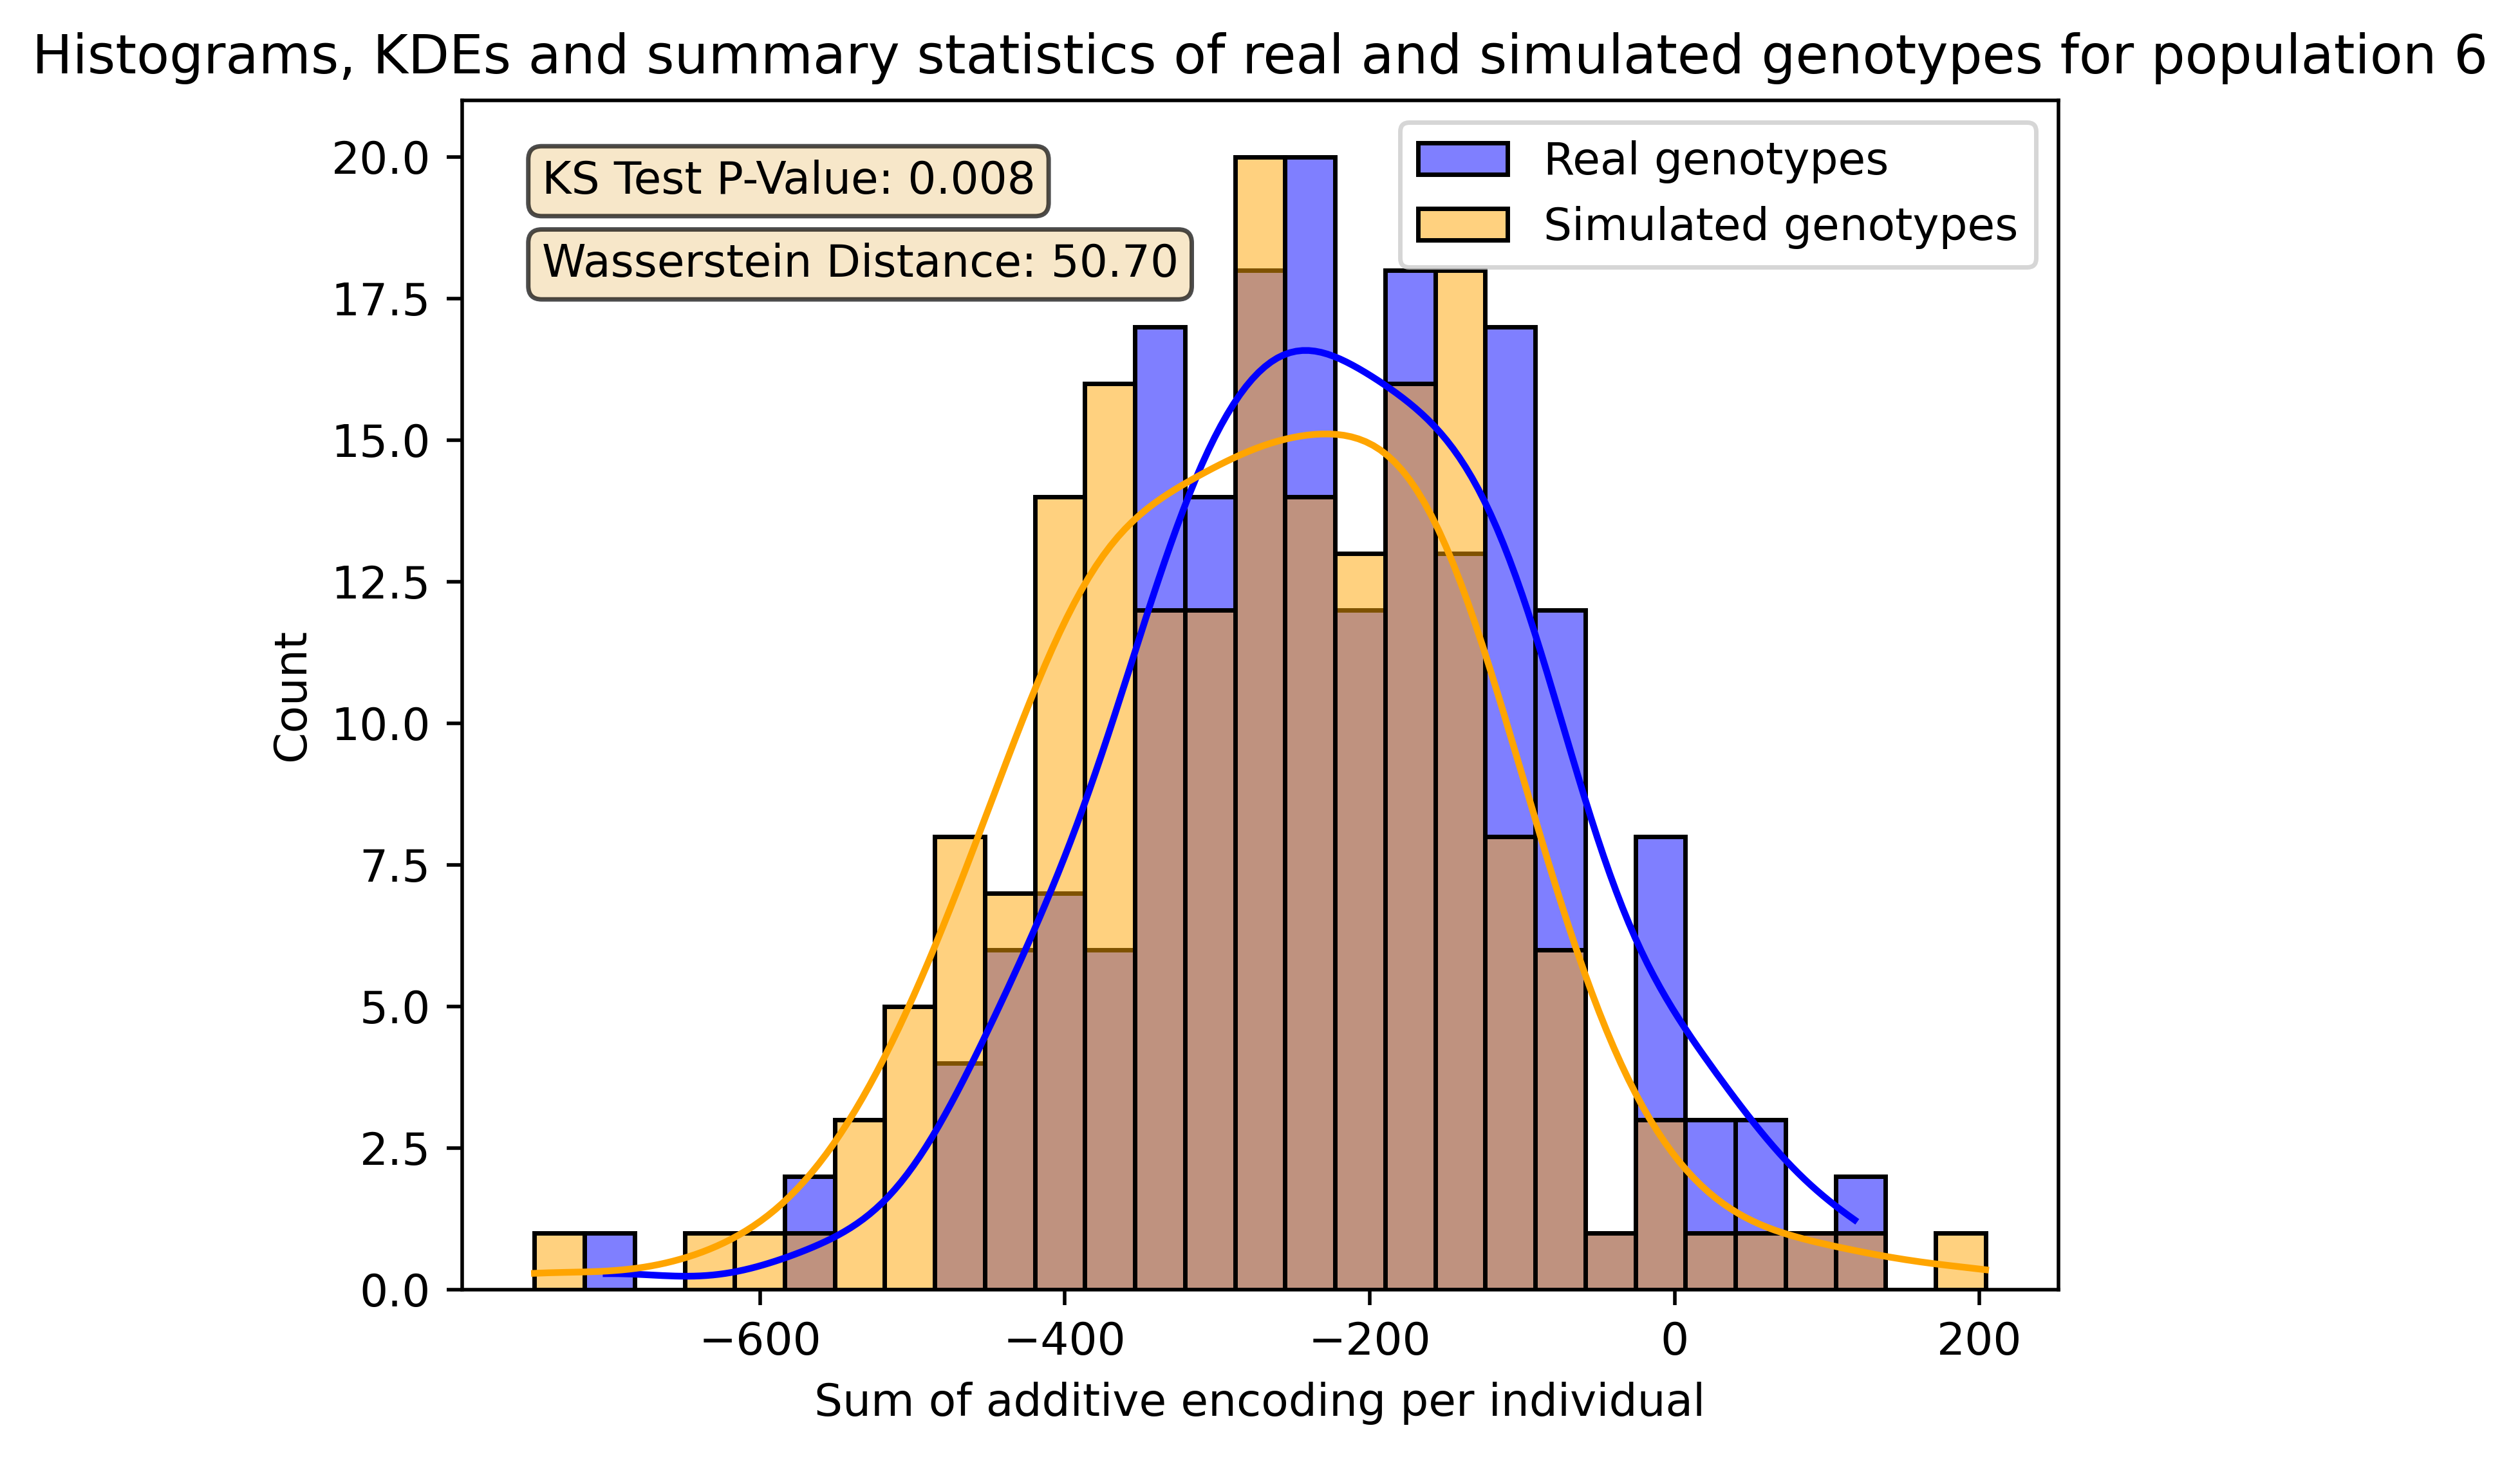 Histograms, KDEs and summary statistics of real and simulated genotypes for population 6
KS Test P-Value: 0.008
Wasserstein Distance: 50.70
Real genotypes
Simulated genotypes
Count
20.0
17.5
15.0
12.5
10.0
7.5
5.0
2.5
0.0
−600 −400 −200 0 200
Sum of additive encoding per individual